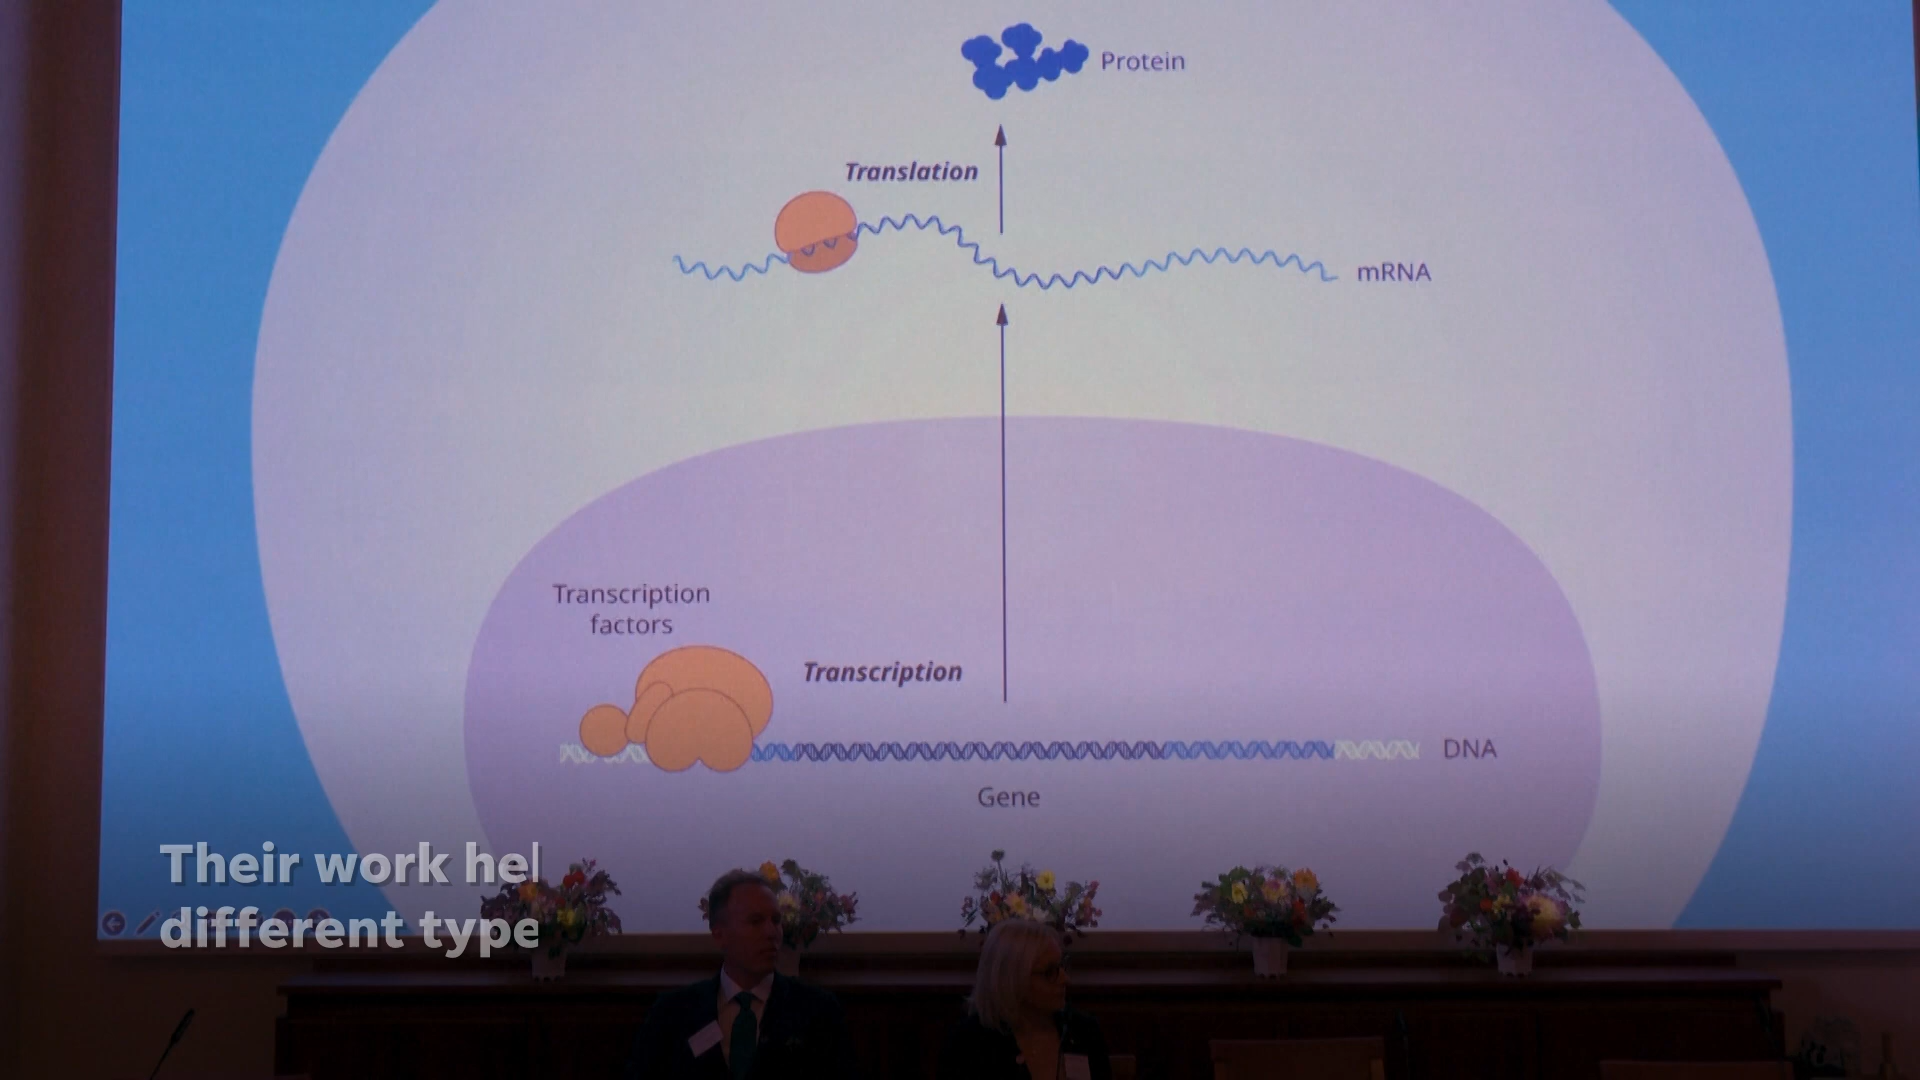 Protein
Translation
mRNA
Transcription
factors
Transcription
DNA
Gene
Their work hel
different type